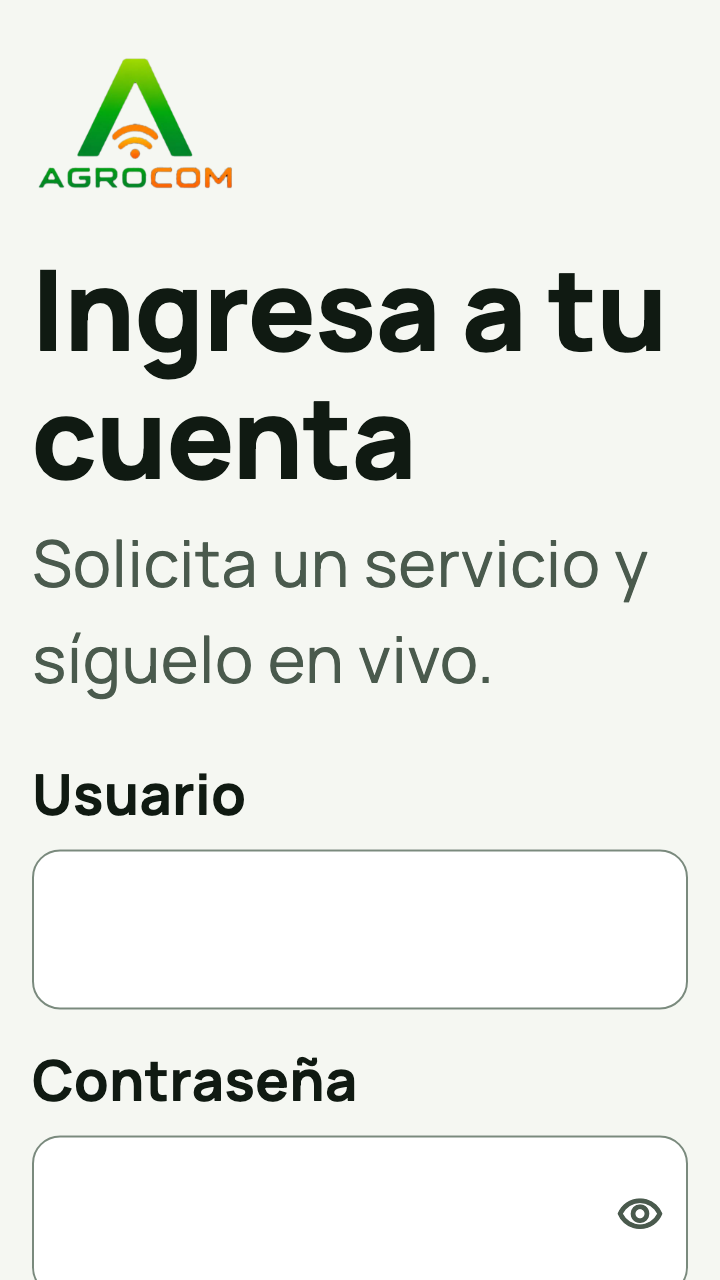 AGROCOM
Ingresa a tu
cuenta
Solicita un servicio y
síguelo en vivo.
Usuario
Contraseña